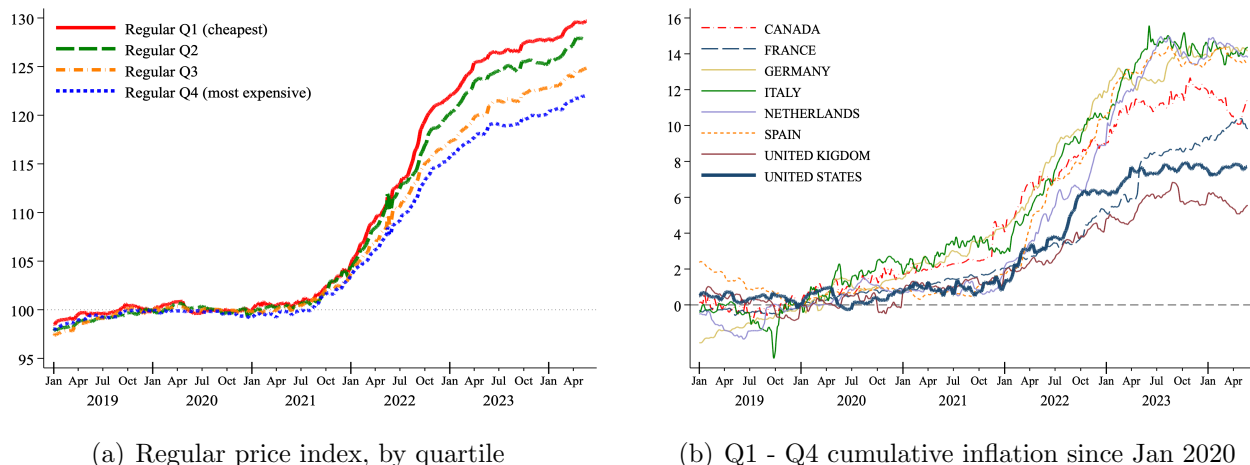 130
125
120
115
110
105
100
95
Regular Q1 (cheapest)
Regular Q2
Regular Q3
Regular Q4 (most expensive)
Jan Apr Jul Oct Jan Apr Jul Oct Jan Apr Jul Oct Jan Apr Jul Oct Jan Apr Jul Oct Jan Apr
2019 2020 2021 2022 2023
(a) Regular price index, by quartile
16
14
12
10
8
6
4
2
0
CANADA
FRANCE
GERMANY
ITALY
NETHERLANDS
SPAIN
UNITED KIGDOM
UNITED STATES
Jan Apr Jul Oct Jan Apr Jul Oct Jan Apr Jul Oct Jan Apr Jul Oct Jan Apr Jul Oct Jan Apr
2019 2020 2021 2022 2023
(b) Q1 - Q4 cumulative inflation since Jan 2020